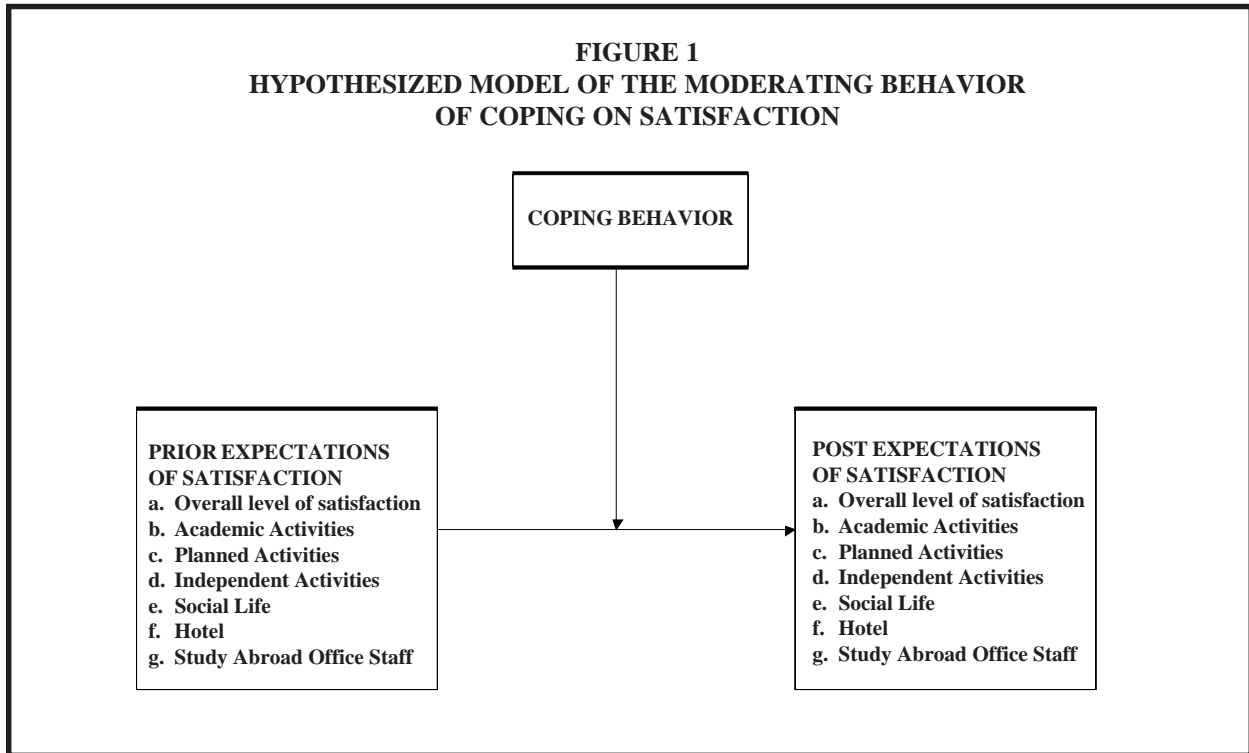 FIGURE 1
HYPOTHESIZED MODEL OF THE MODERATING BEHAVIOR
OF COPING ON SATISFACTION
COPING BEHAVIOR
PRIOR EXPECTATIONS
OF SATISFACTION
a. Overall level of satisfaction
b. Academic Activities
c. Planned Activities
d. Independent Activities
e. Social Life
f. Hotel
g. Study Abroad Office Staff
POST EXPECTATIONS
OF SATISFACTION
a. Overall level of satisfaction
b. Academic Activities
c. Planned Activities
d. Independent Activities
e. Social Life
f. Hotel
g. Study Abroad Office Staff